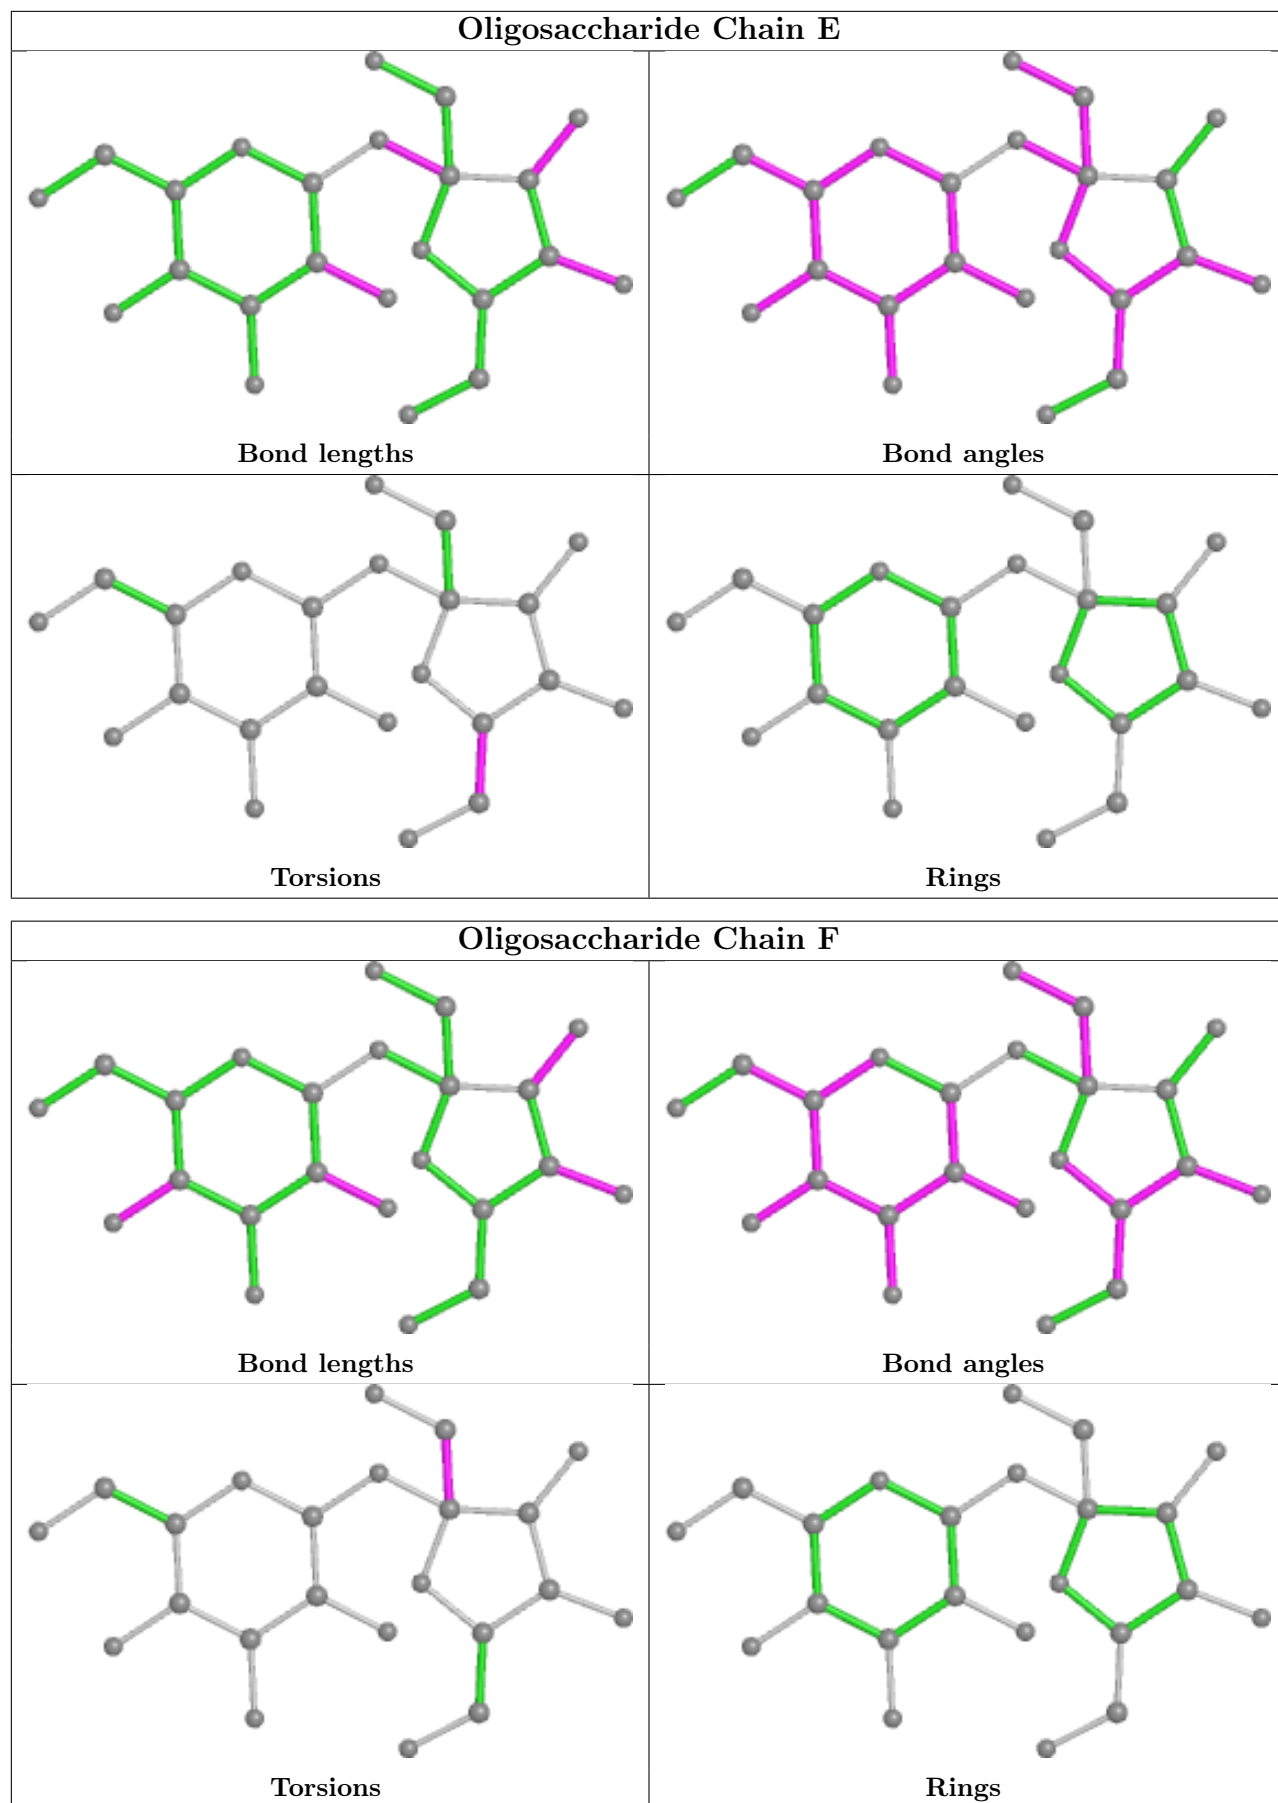 Oligosaccharide Chain E
Bond lengths
Bond angles
Torsions
Rings
Oligosaccharide Chain F
Bond lengths
Bond angles
Torsions
Rings